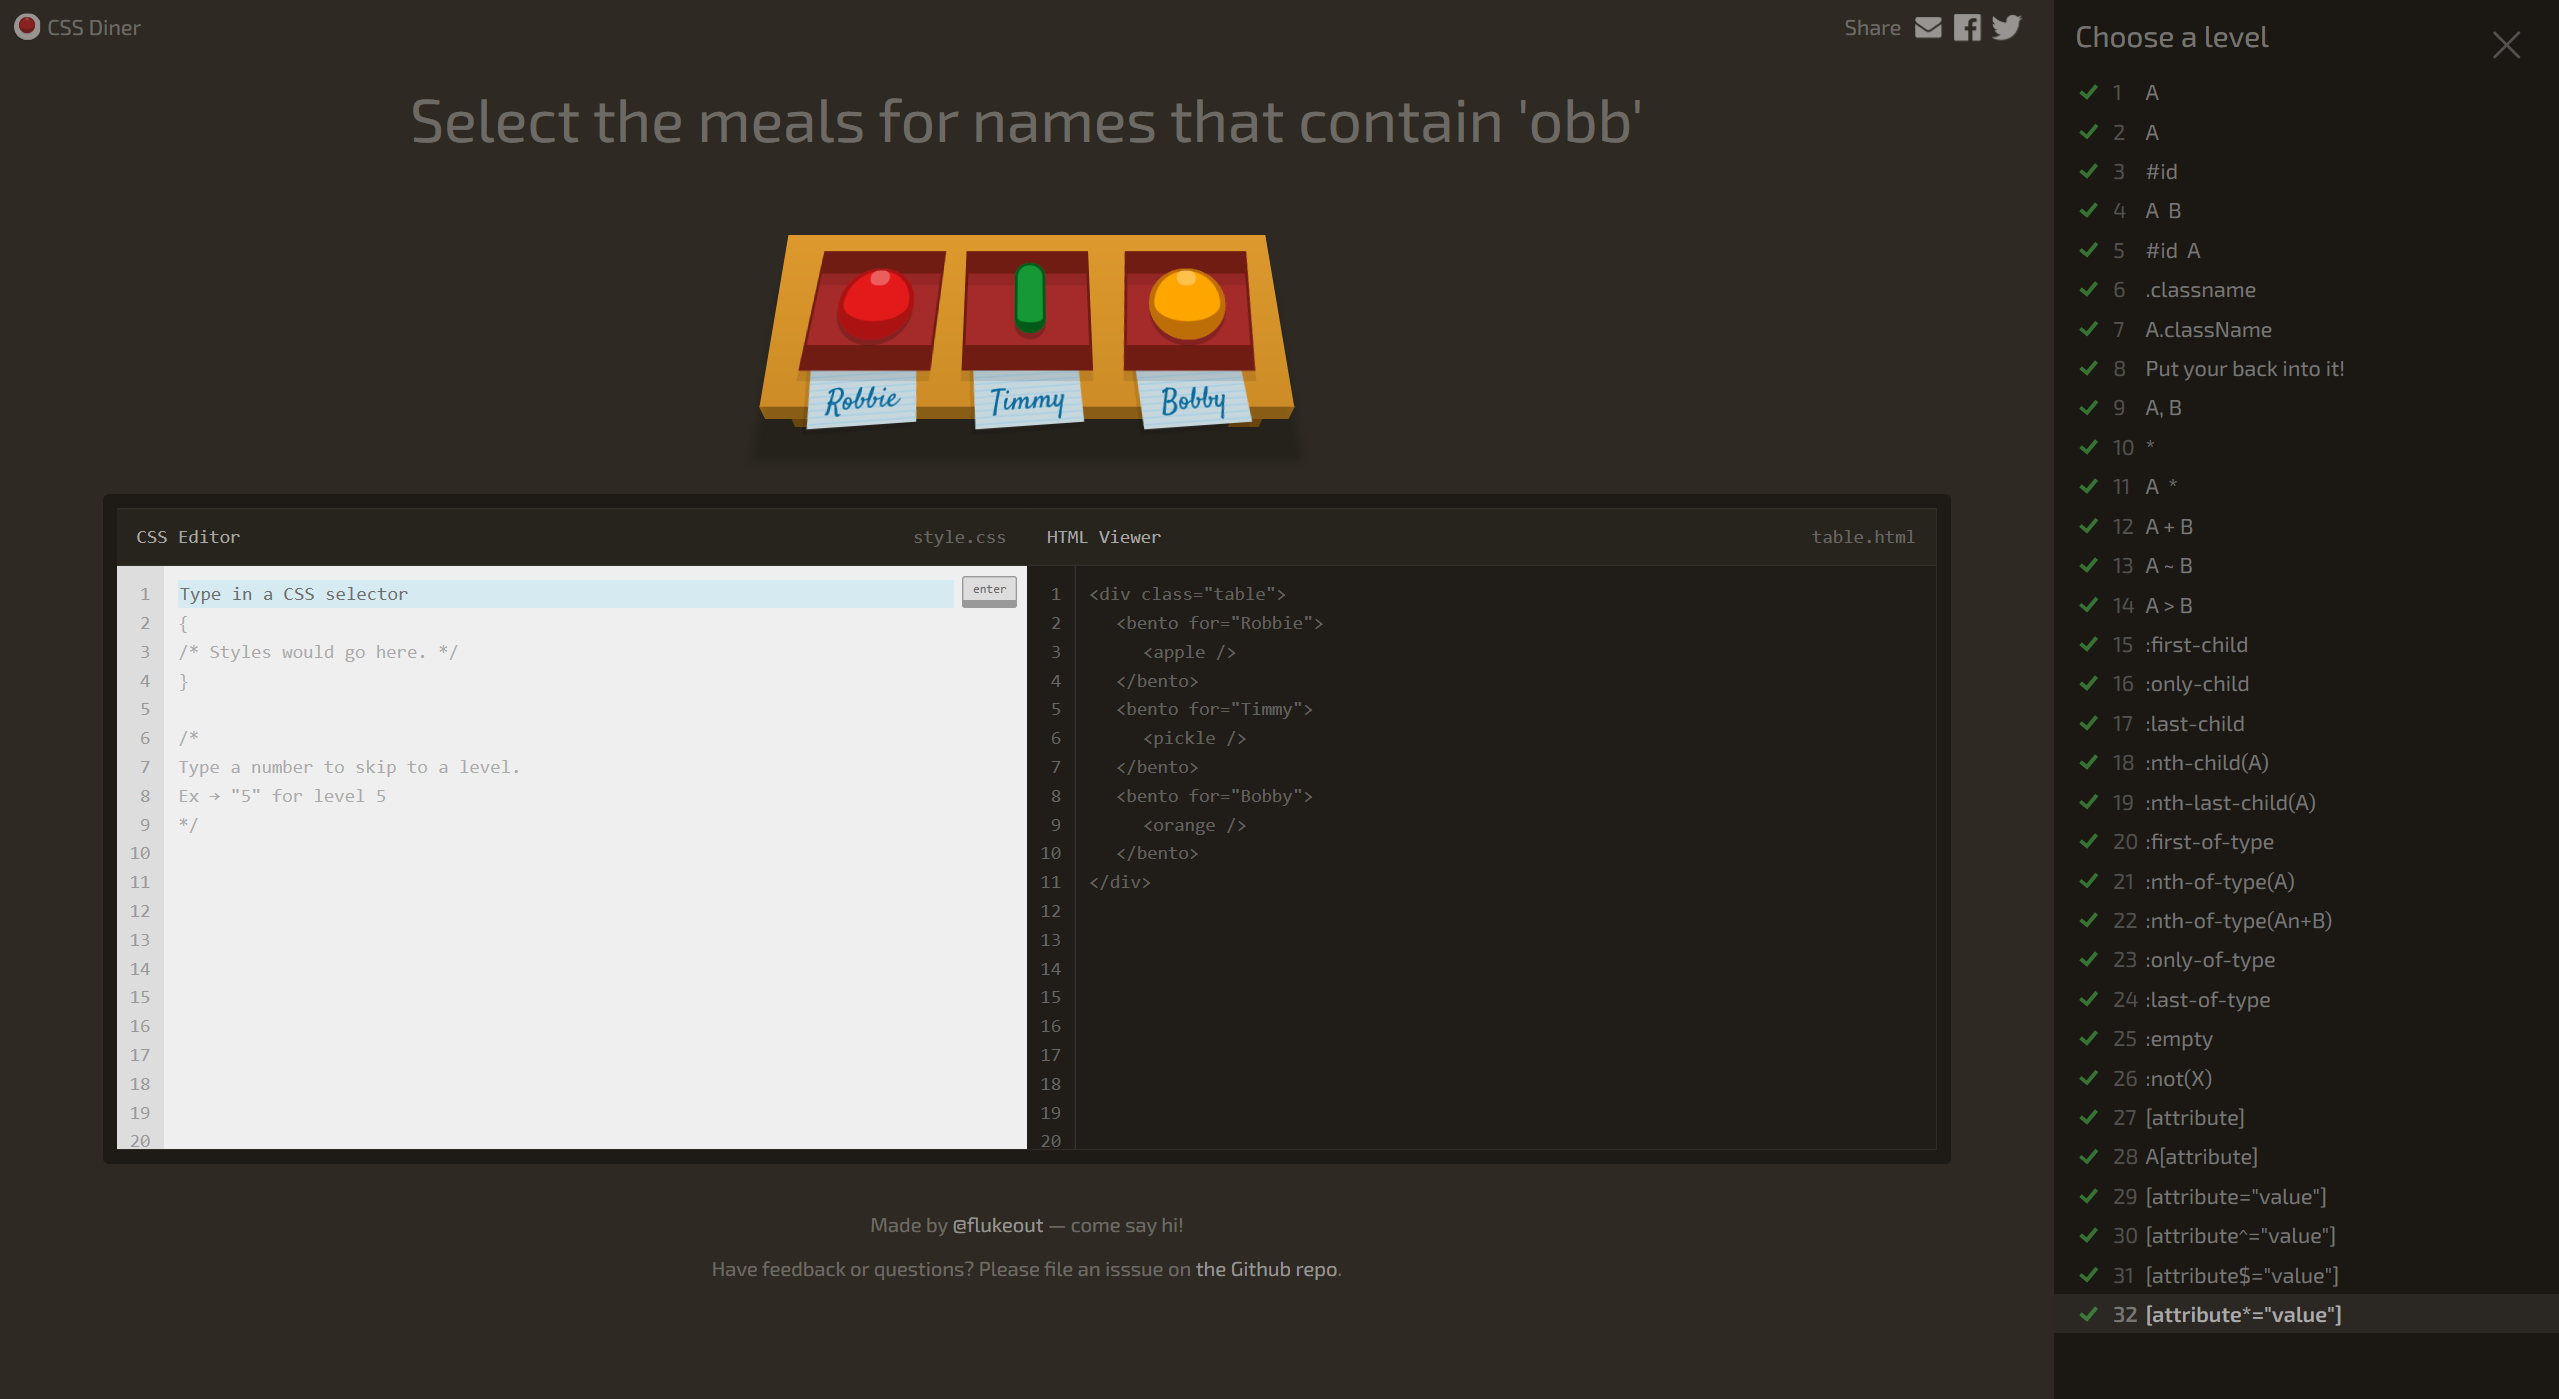 CSS Diner
Share
Select the meals for names that contain 'obb'
Robbie
Timmy
Bobby
CSS Editor
style.css
1 Type in a CSS selector
enter
2 {
3 /* Styles would go here. */
4 }
5
6 /*
7 Type a number to skip to a level.
8 Ex → "5" for level 5
9 */
10
11
12
13
14
15
16
17
18
19
20
HTML Viewer
table.html
1 <div class="table">
2 <bento for="Robbie">
3 <apple />
4 </bento>
5 <bento for="Timmy">
6 <pickle />
7 </bento>
8 <bento for="Bobby">
9 <orange />
10 </bento>
11 </div>
12
13
14
15
16
17
18
19
20
Made by @flukeout — come say hi!
Have feedback or questions? Please file an isssue on the Github repo.
Choose a level
1 A
2 A
3 #id
4 A B
5 #id A
6 .classname
7 A.className
8 Put your back into it!
9 A, B
10 *
11 A *
12 A + B
13 A ~ B
14 A > B
15 :first-child
16 :only-child
17 :last-child
18 :nth-child(A)
19 :nth-last-child(A)
20 :first-of-type
21 :nth-of-type(A)
22 :nth-of-type(An+B)
23 :only-of-type
24 :last-of-type
25 :empty
26 :not(X)
27 [attribute]
28 A[attribute]
29 [attribute="value"]
30 [attribute^="value"]
31 [attribute$="value"]
32 [attribute*="value"]